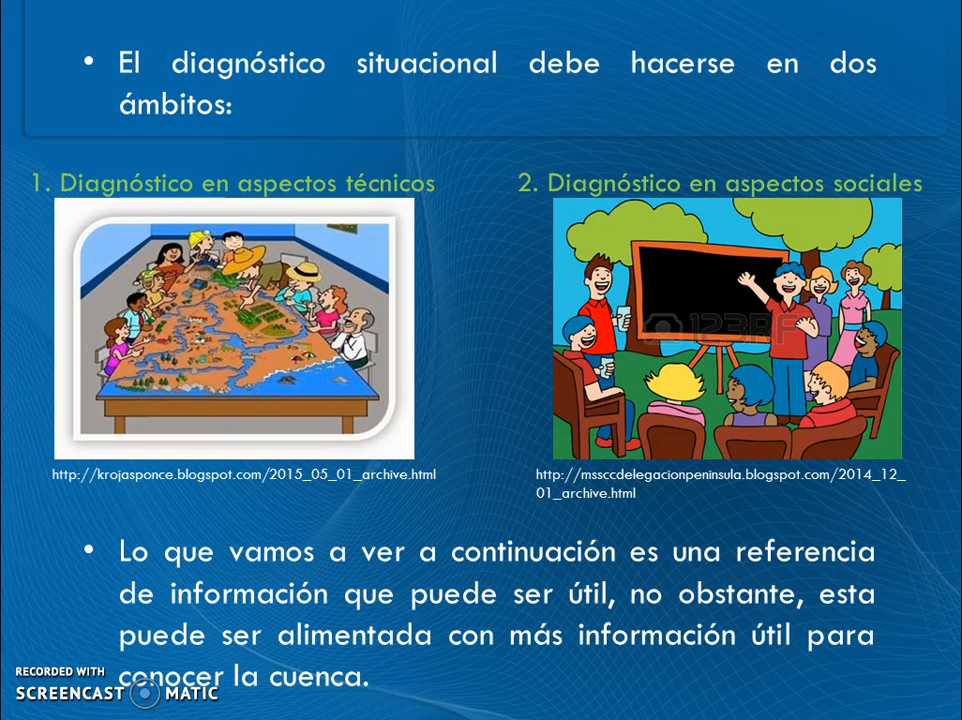 • El diagnóstico situacional debe hacerse en dos
ámbitos:
1. Diagnóstico en aspectos técnicos
2. Diagnóstico en aspectos sociales
123RF
http://krojasponce.blogspot.com/2015_05_01_archive.html
http://mssccdelegacionpeninsula.blogspot.com/2014_12_
01_archive.html
• Lo que vamos a ver a continuación es una referencia
de información que puede ser útil, no obstante, esta
puede ser alimentada con más información útil para
conocer la cuenca.
RECORDED WITH
SCREENCAST MATIC